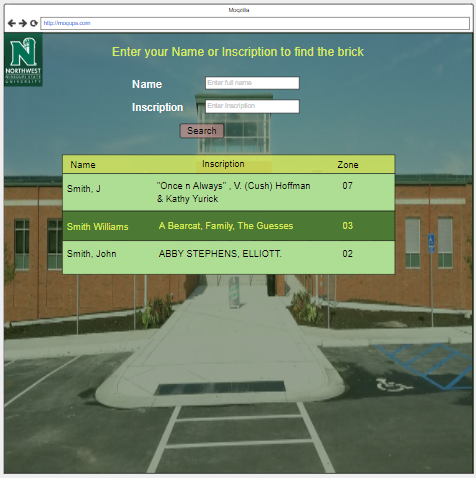 Moqzilla
http://moqups.com
N
NORTHWEST
MISSOURI STATE
UNIVERSITY
Enter your Name or Inscription to find the brick
Name
Enter full name
Inscription
Enter Inscription
Search
Name Inscription Zone
Smith, J "Once n Always" , V. (Cush) Hoffman 07
& Kathy Yurick
Smith Williams A Bearcat, Family, The Guesses 03
Smith, John ABBY STEPHENS, ELLIOTT. 02